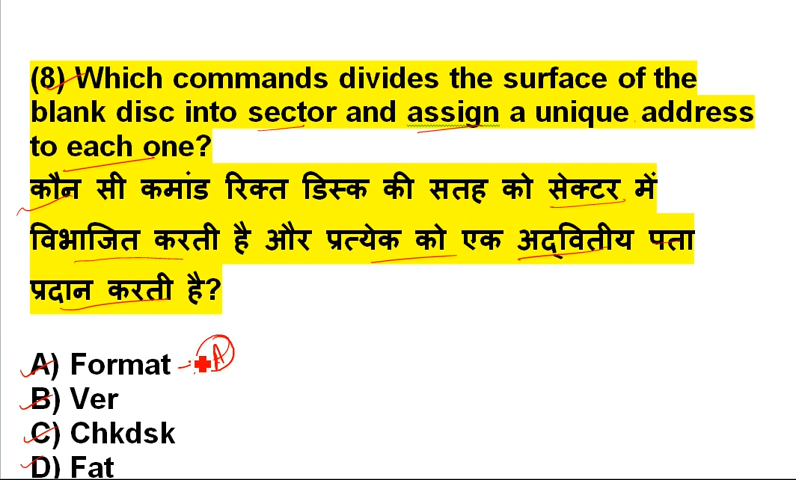 (8) Which commands divides the surface of the
blank disc into sector and assign a unique address
to each one?
कौन सी कमांड रिक्त डिस्क की सतह को सेक्टर में
विभाजित करती है और प्रत्येक को एक अद्वितीय पता
प्रदान करती है?
A) Format A
B) Ver
C) Chkdsk
D) Fat